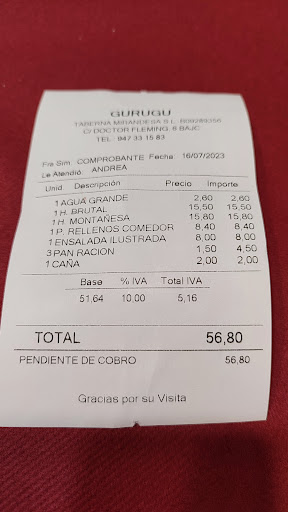 GURUGU
TABERNA MIRANDESA S.L. B09289256
C/ DOCTOR FLEMING, 6 BAJC
TEL.: 947 33 15 83
Fra Sim COMPROBANTE Fecha 16/07/2023
Le Atendió: ANDREA
Unid Descripción Precio Importe
1 AGUA GRANDE 2,60 2,60
1 H. BRUTAL 15,50 15,50
1 H. MONTAÑESA 15,80 15,80
1 P. RELLENOS COMEDOR 8,40 8,40
1 ENSALADA ILUSTRADA 8,00 8,00
3 PAN RACION 1,50 4,50
1 CAÑA 2,00 2,00
Base % IVA Total IVA
51,64 10,00 5,16
TOTAL 56,80
PENDIENTE DE COBRO 56,80
Gracias por su Visita